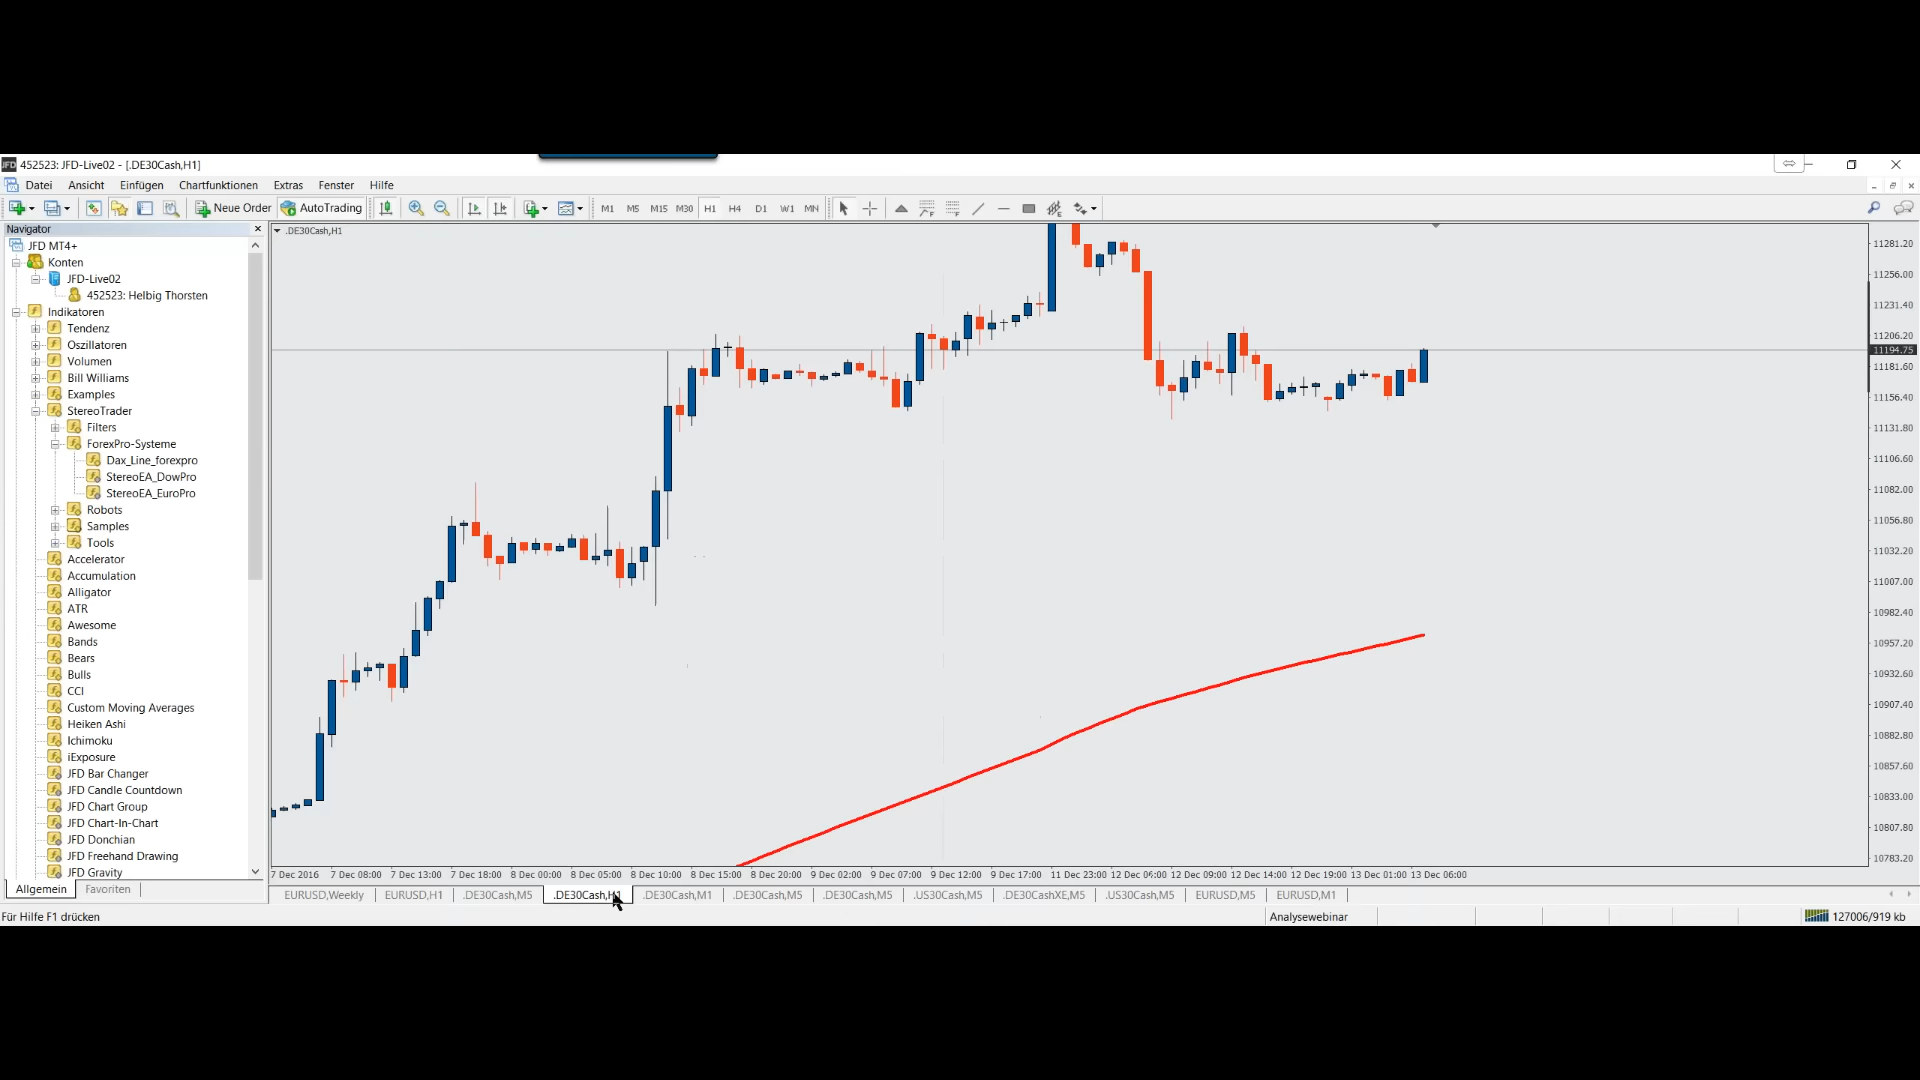 452523: JFD-Live02 - [.DE30Cash,H1]
Datei Ansicht Einfügen Chartfunktionen Extras Fenster Hilfe
Neue Order AutoTrading M1 M5 M15 M30 H1 H4 D1 W1 MN
Navigator
.DE30Cash,H1
JFD MT4+
Konten
JFD-Live02
452523: Helbig Thorsten
Indikatoren
Tendenz
Oszillatoren
Volumen
Bill Williams
Examples
StereoTrader
Filters
ForexPro-Systeme
Dax_Line_forexpro
StereoEA_DowPro
StereoEA_EuroPro
Robots
Samples
Tools
Accelerator
Accumulation
Alligator
ATR
Awesome
Bands
Bears
Bulls
CCI
Custom Moving Averages
Heiken Ashi
Ichimoku
iExposure
JFD Bar Changer
JFD Candle Countdown
JFD Chart Group
JFD Chart-In-Chart
JFD Donchian
JFD Freehand Drawing
JFD Gravity
Allgemein Favoriten
11281.20
11256.00
11231.40
11206.20
11194.75
11181.60
11156.40
11131.80
11106.60
11082.00
11056.80
11032.20
11007.00
10982.40
10957.20
10932.60
10907.40
10882.80
10857.60
10833.00
10807.80
10783.20
7 Dec 2016 7 Dec 08:00 7 Dec 13:00 7 Dec 18:00 8 Dec 00:00 8 Dec 05:00 8 Dec 10:00 8 Dec 15:00 8 Dec 20:00 9 Dec 02:00 9 Dec 07:00 9 Dec 12:00 9 Dec 17:00 11 Dec 23:00 12 Dec 06:00 12 Dec 09:00 12 Dec 14:00 12 Dec 19:00 13 Dec 01:00 13 Dec 06:00
EURUSD,Weekly EURUSD,H1 .DE30Cash,M5 .DE30Cash,H1 .DE30Cash,M1 .DE30Cash,M5 .DE30Cash,M5 .US30Cash,M5 .DE30CashXE,M5 .US30Cash,M5 EURUSD,M5 EURUSD,M1
Für Hilfe F1 drücken Analysewebinar 127006/919 kb